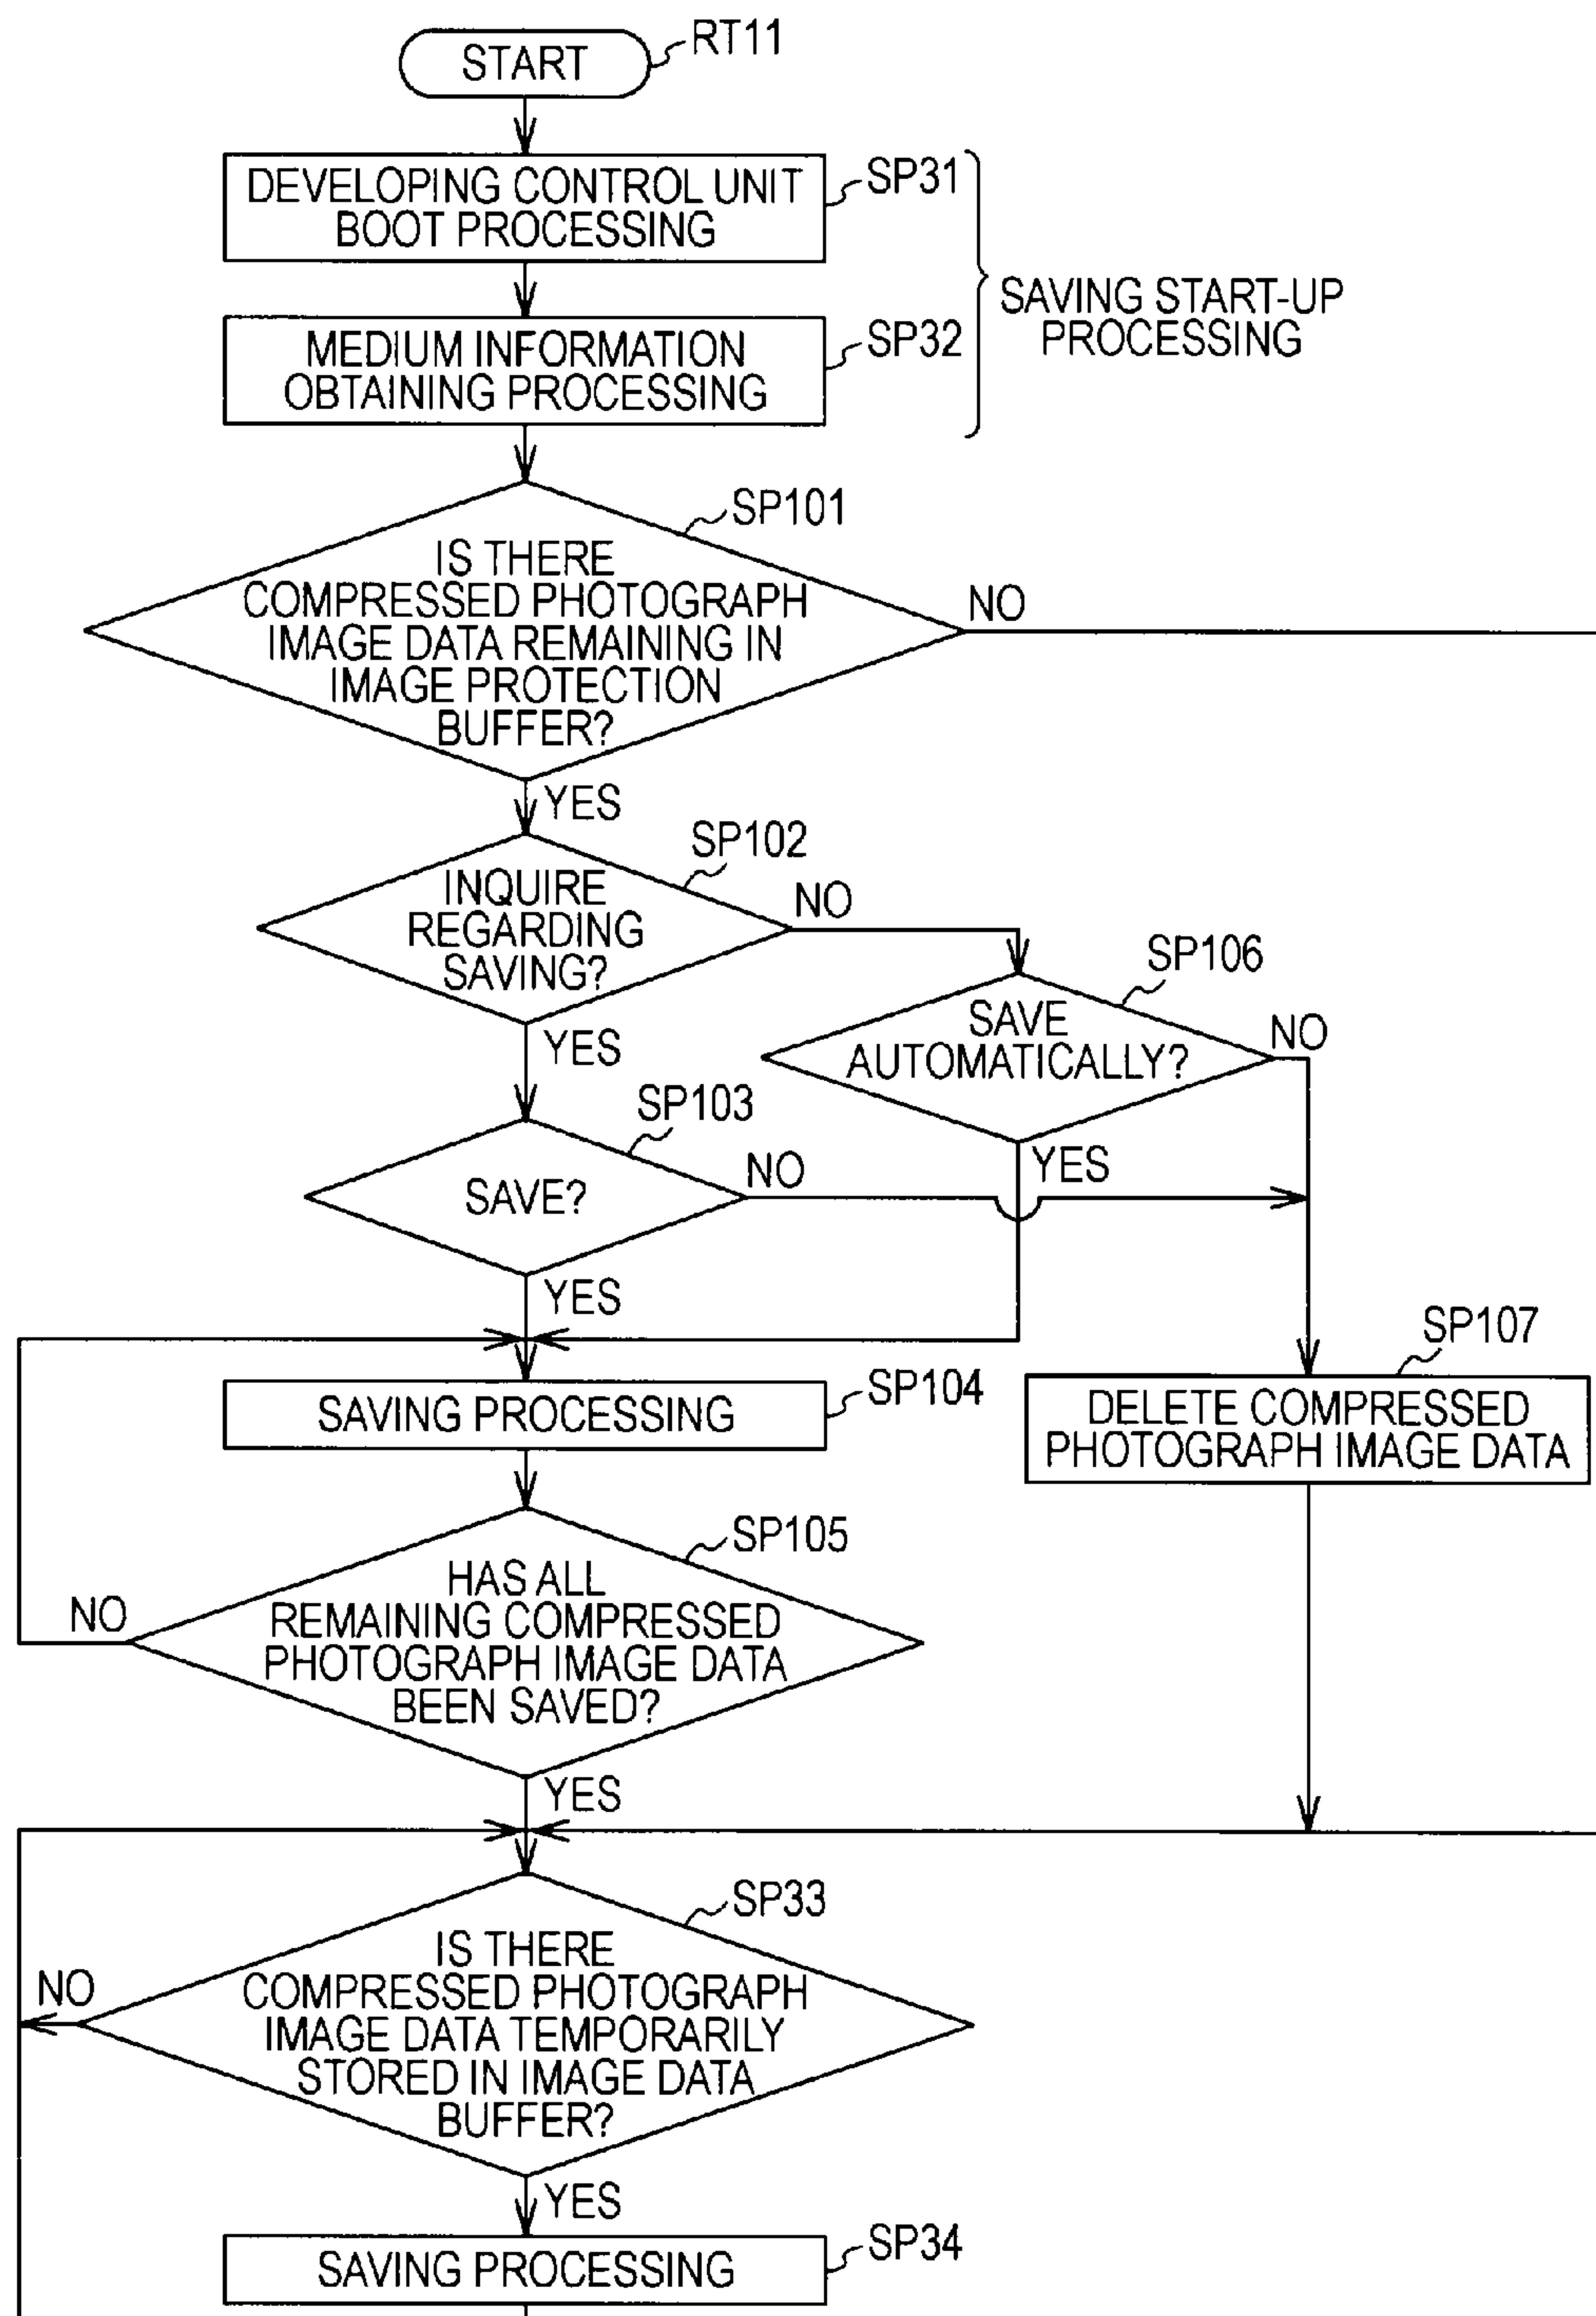 START
RT11
DEVELOPING CONTROL UNIT
BOOT PROCESSING
SP31
MEDIUM INFORMATION
OBTAINING PROCESSING
SP32
SAVING START-UP
PROCESSING
SP101
IS THERE
COMPRESSED PHOTOGRAPH
IMAGE DATA REMAINING IN
IMAGE PROTECTION
BUFFER?
NO
YES
SP102
INQUIRE
REGARDING
SAVING?
NO
YES
SP106
SAVE
AUTOMATICALLY?
NO
YES
SP103
SAVE?
NO
YES
SP104
SAVING PROCESSING
SP107
DELETE COMPRESSED
PHOTOGRAPH IMAGE DATA
SP105
HAS ALL
REMAINING COMPRESSED
PHOTOGRAPH IMAGE DATA
BEEN SAVED?
NO
YES
SP33
IS THERE
COMPRESSED PHOTOGRAPH
IMAGE DATA TEMPORARILY
STORED IN IMAGE DATA
BUFFER?
NO
YES
SP34
SAVING PROCESSING